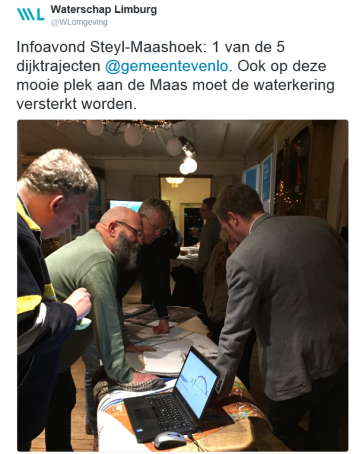 Waterschap Limburg
@WLomgeving
Infoavond Steyl-Maashoek: 1 van de 5
dijktrajecten @gemeentevenlo. Ook op deze
mooie plek aan de Maas moet de waterkering
versterkt worden.